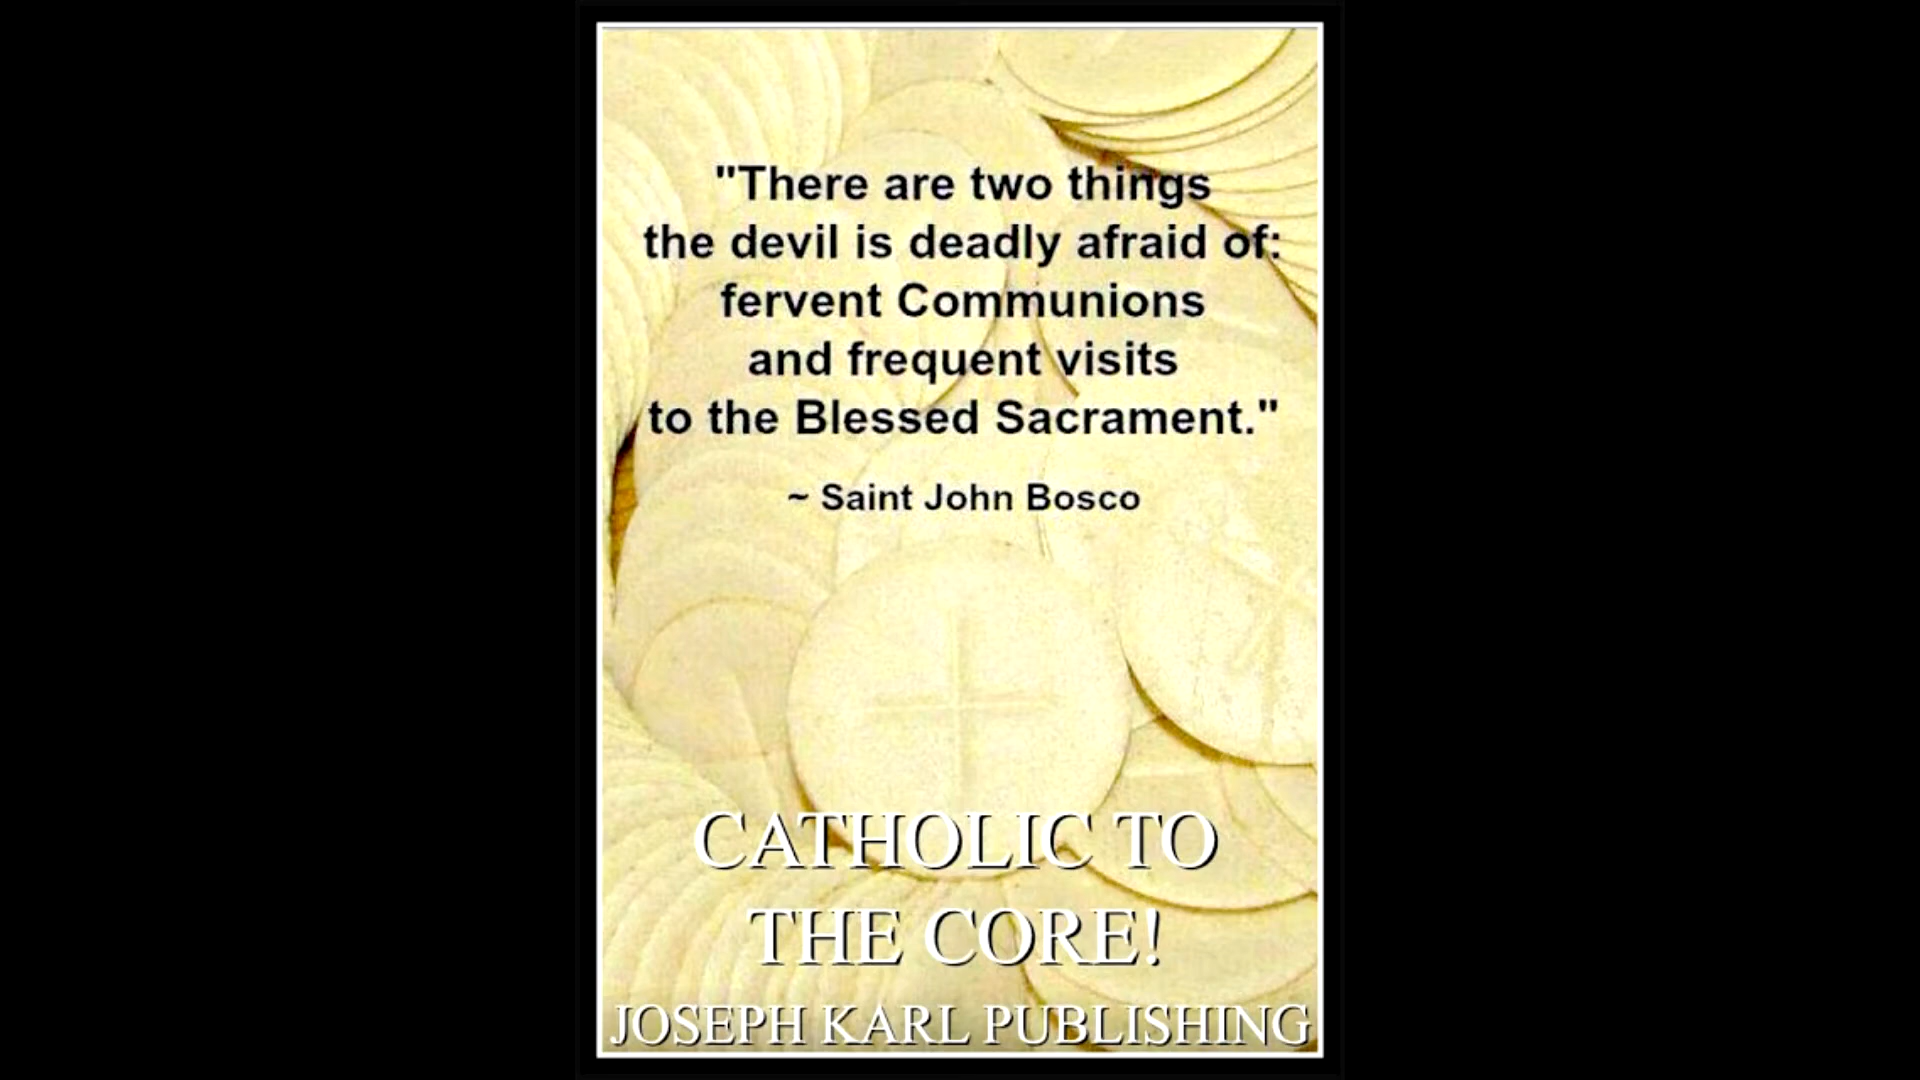 "There are two things
the devil is deadly afraid of:
fervent Communions
and frequent visits
to the Blessed Sacrament."
~ Saint John Bosco
CATHOLIC TO
THE CORE!
JOSEPH KARL PUBLISHING